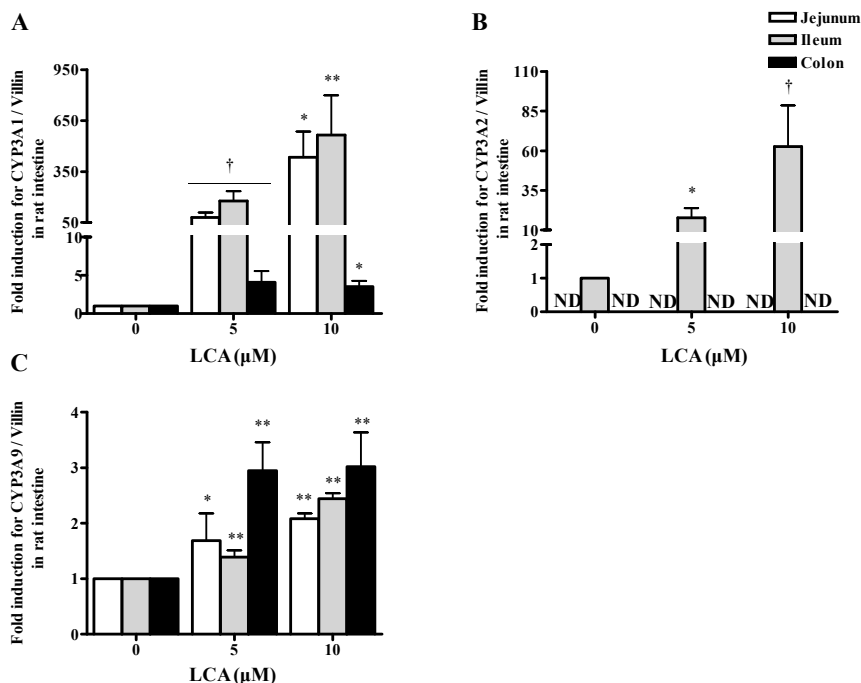 A
Fold induction for CYP3A1 / Villin
in rat intestine
950
650
350
50
10
5
0
†
*
**
*
0
5
10
LCA (µM)
B
Jejunum
Ileum
Colon
Fold induction for CYP3A2 / Villin
in rat intestine
110
85
60
35
10
2
1
0
*
†
ND ND ND ND ND ND
0
5
10
LCA (µM)
C
Fold induction for CYP3A9 / Villin
in rat intestine
4
3
2
1
0
*
**
**
**
**
**
0
5
10
LCA (µM)